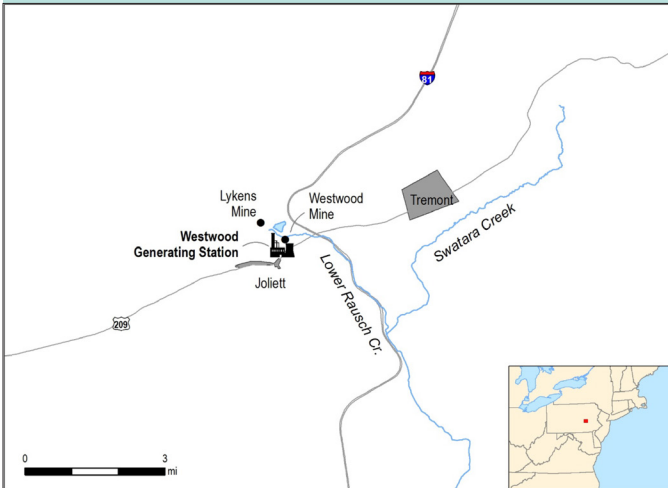 81
Lykens
Mine
Westwood
Mine
Tremont
Westwood
Generating Station
Swatara Creek
Joliett
Lower Rausch Cr.
209
0
3
mi